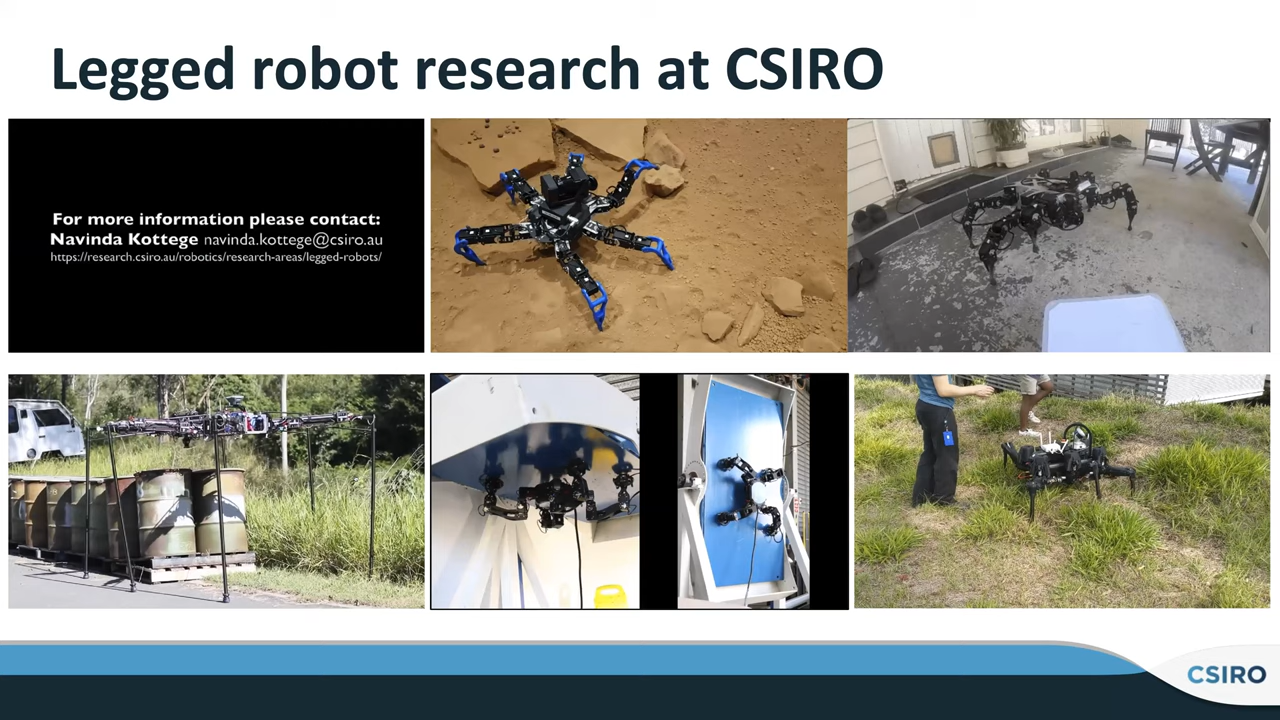 Legged robot research at CSIRO
For more information please contact:
Navinda Kottege navinda.kottege@csiro.au
https://research.csiro.au/robotics/research-areas/legged-robots/
CSIRO